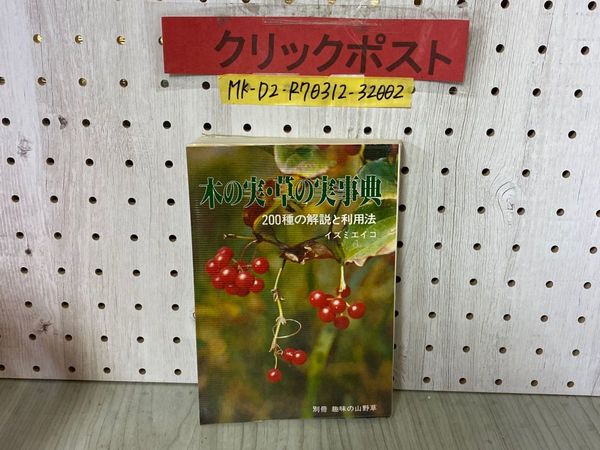 クリックポスト
MK-D2-R70312-32002
木の実・草の実事典
200種の解説と利用法
イズミエイコ
別冊 趣味の山野草